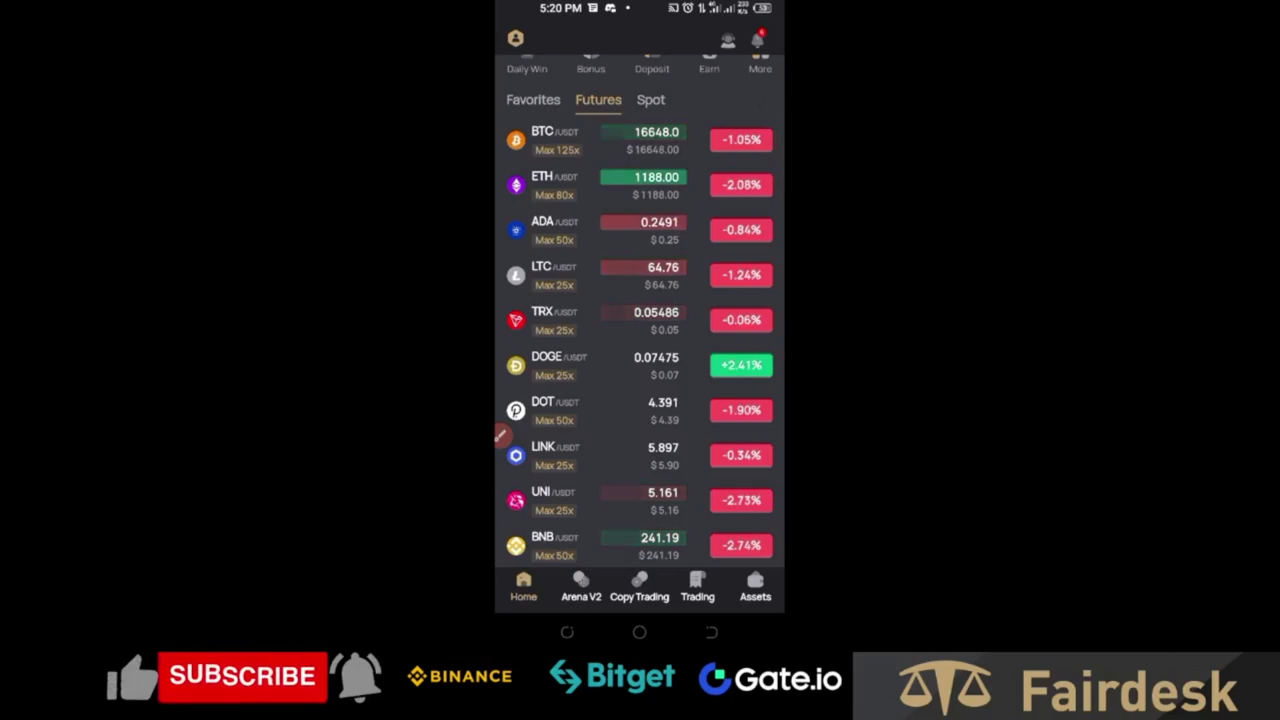 5:20 PM
4G
233 K/s
53
6
Daily Win Bonus Deposit Earn More
Favorites Futures Spot
BTC /USDT 16648.0 -1.05%
Max 125x $ 16648.00
ETH /USDT 1188.00 -2.08%
Max 80x $ 1188.00
ADA /USDT 0.2491 -0.84%
Max 50x $ 0.25
LTC /USDT 64.76 -1.24%
Max 25x $ 64.76
TRX /USDT 0.05486 -0.06%
Max 25x $ 0.05
DOGE /USDT 0.07475 +2.41%
Max 25x $ 0.07
DOT /USDT 4.391 -1.90%
Max 50x $ 4.39
LINK /USDT 5.897 -0.34%
Max 25x $ 5.90
UNI /USDT 5.161 -2.73%
Max 25x $ 5.16
BNB /USDT 241.19 -2.74%
Max 50x $ 241.19
Home Arena V2 Copy Trading Trading Assets
SUBSCRIBE BINANCE Bitget Gate.io Fairdesk